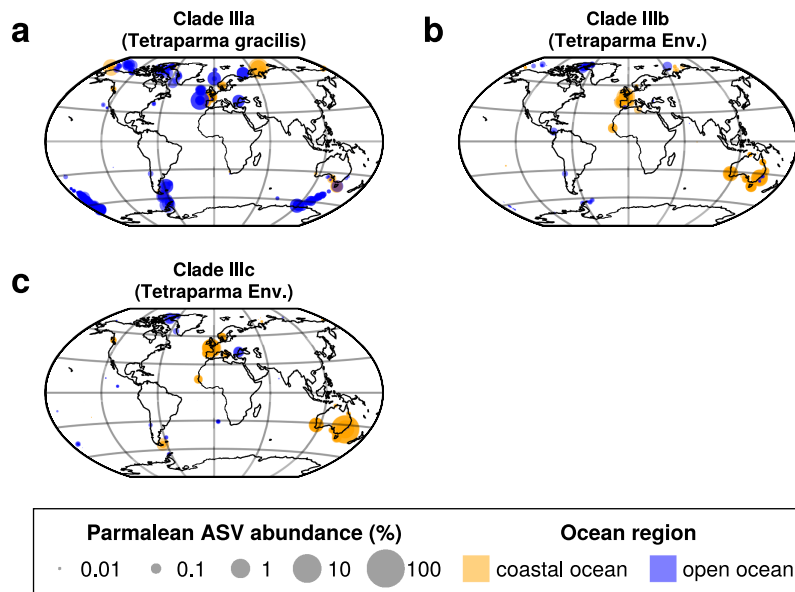 a
Clade IIIa
(Tetraparma gracilis)
b
Clade IIIb
(Tetraparma Env.)
c
Clade IIIc
(Tetraparma Env.)
Parmalean ASV abundance (%)
0.01 0.1 1 10 100
Ocean region
coastal ocean open ocean